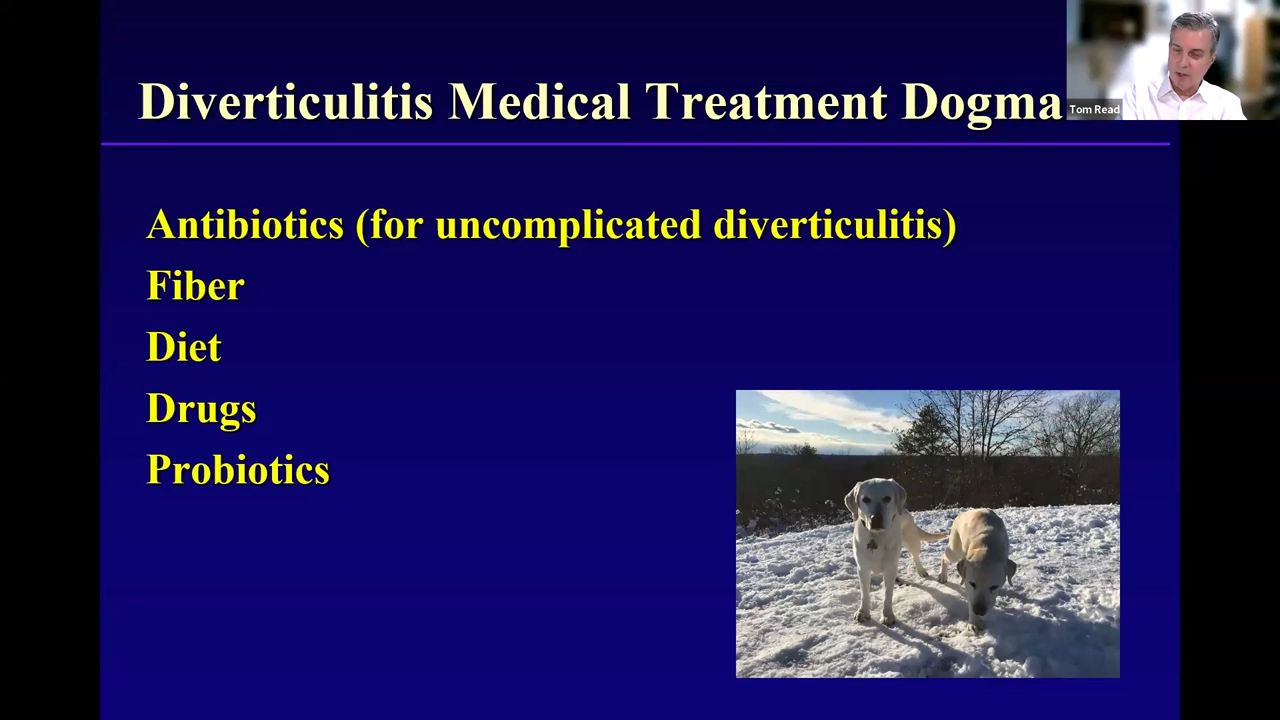 Diverticulitis Medical Treatment Dogma
Tom Read
Antibiotics (for uncomplicated diverticulitis)
Fiber
Diet
Drugs
Probiotics